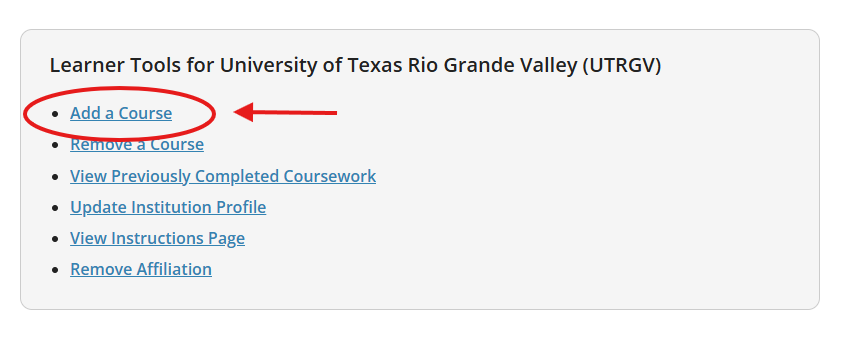 Learner Tools for University of Texas Rio Grande Valley (UTRGV)
Add a Course
Remove a Course
View Previously Completed Coursework
Update Institution Profile
View Instructions Page
Remove Affiliation